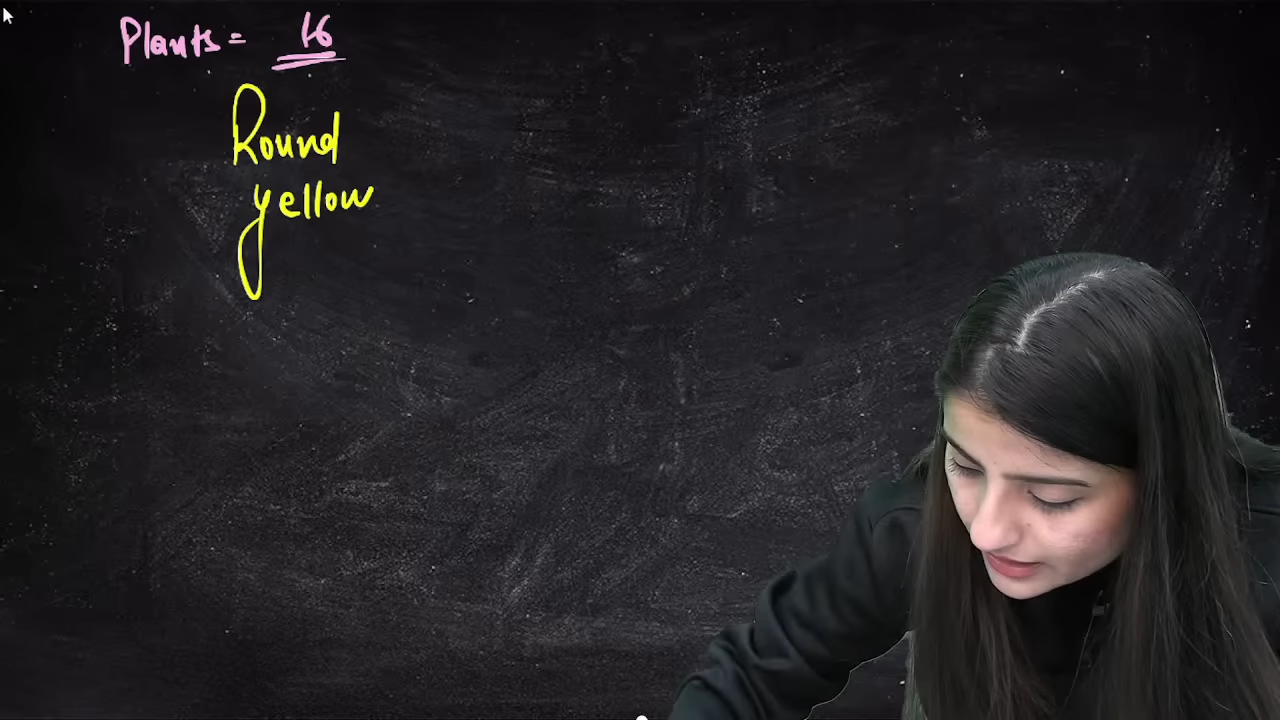 Plants = 16
Round
yellow